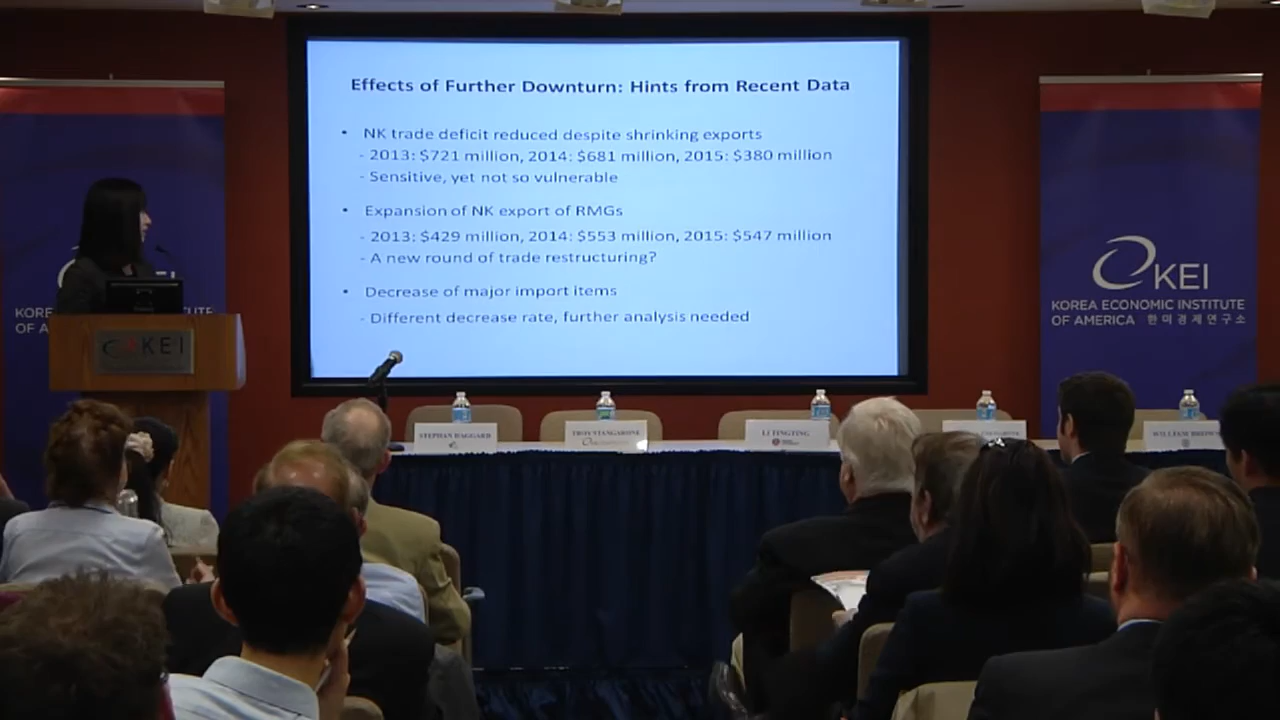 Effects of Further Downturn: Hints from Recent Data
• NK trade deficit reduced despite shrinking exports
- 2013: $721 million, 2014: $681 million, 2015: $380 million
- Sensitive, yet not so vulnerable
• Expansion of NK export of RMGs
- 2013: $429 million, 2014: $553 million, 2015: $547 million
- A new round of trade restructuring?
• Decrease of major import items
- Different decrease rate, further analysis needed
KEI
KOREA ECONOMIC INSTITUTE
OF AMERICA 한미경제연구소
KEI
STEPHAN HAGGARD
TROY STANGARONE
LI TINGTING